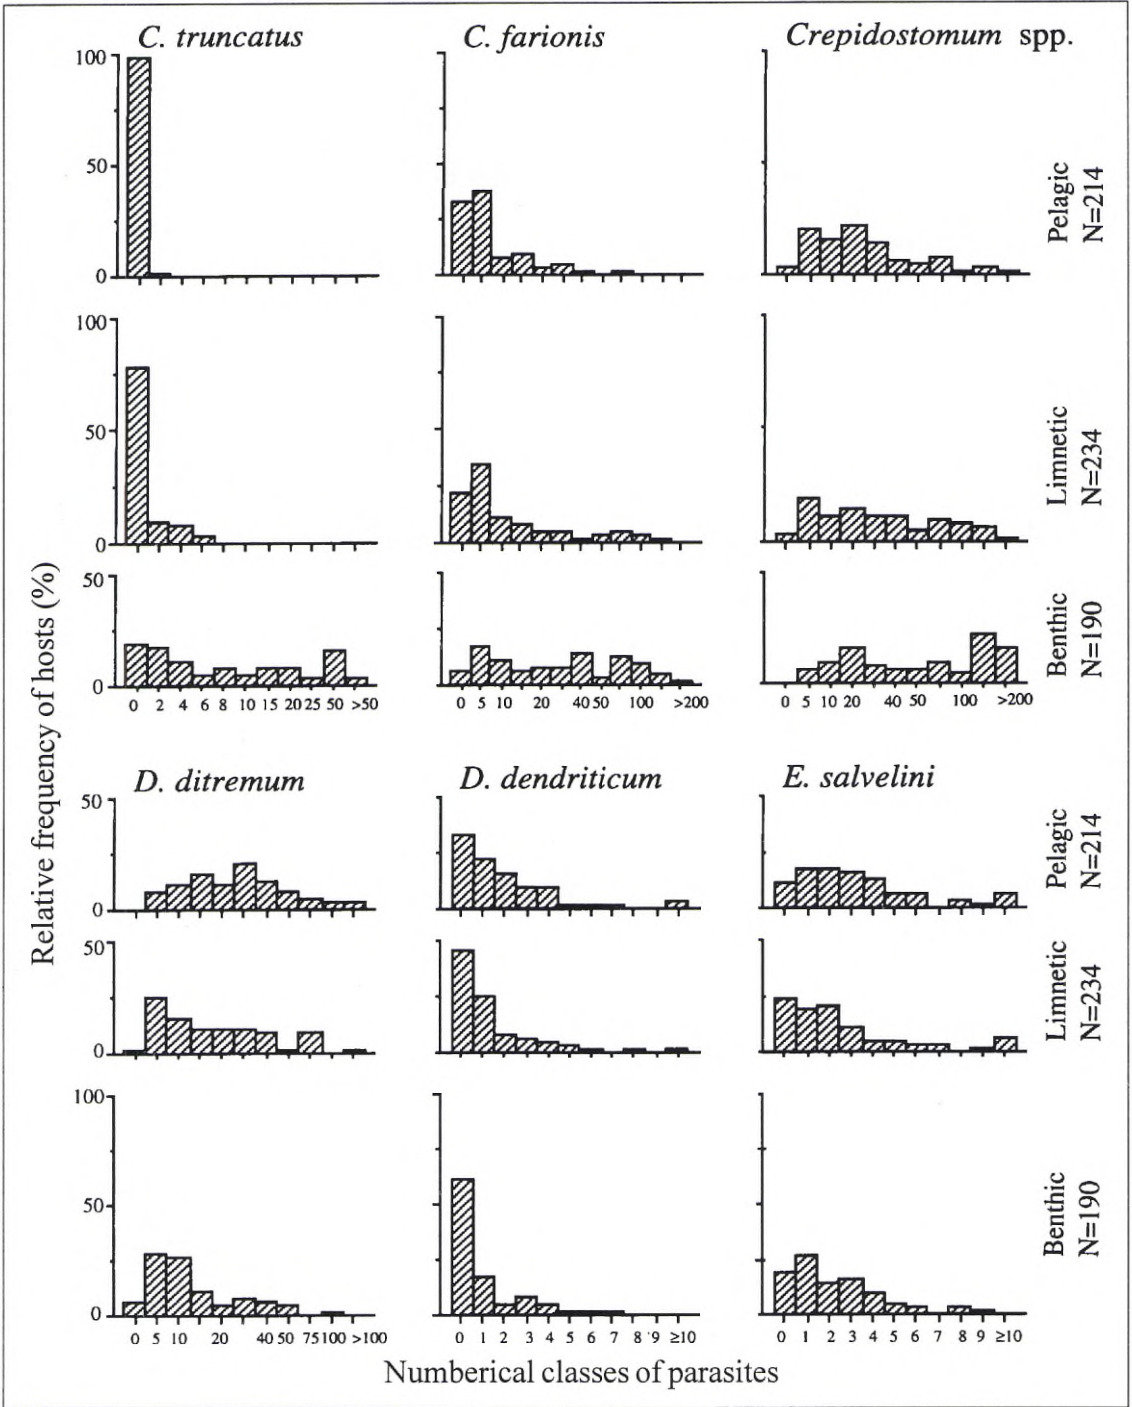 C. truncatus C. farionis Crepidostomum spp.
100
50
0
Pelagic
N=214
100
50
0
Limnetic
N=234
50
0
Benthic
N=190
0 2 4 6 8 10 15 20 25 50 >50
0 5 10 20 40 50 100 >200
0 5 10 20 40 50 100 >200
Relative frequency of hosts (%)
D. ditremum D. dendriticum E. salvelini
50
0
Pelagic
N=214
50
0
Limnetic
N=234
100
50
0
Benthic
N=190
0 5 10 20 40 50 75 100 >100
0 1 2 3 4 5 6 7 8 9 ≥10
0 1 2 3 4 5 6 7 8 9 ≥10
Numberical classes of parasites